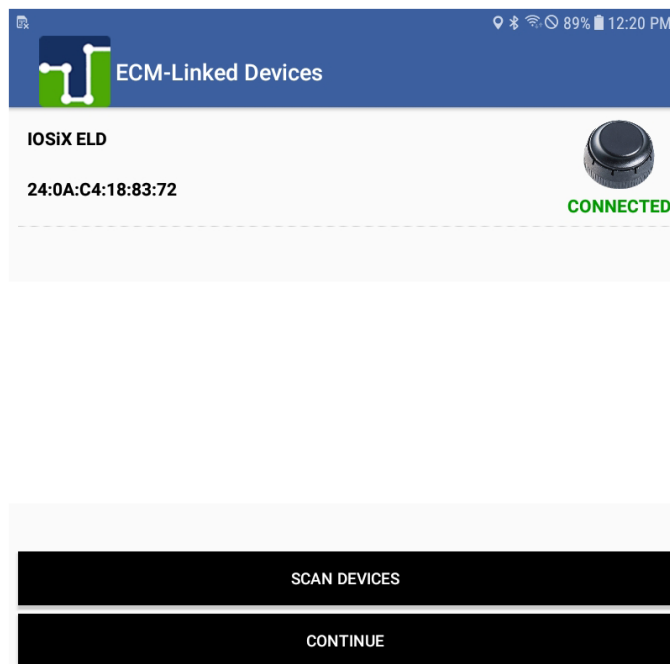 89% 12:20 PM
ECM-Linked Devices
IOSiX ELD
24:0A:C4:18:83:72
CONNECTED
SCAN DEVICES
CONTINUE